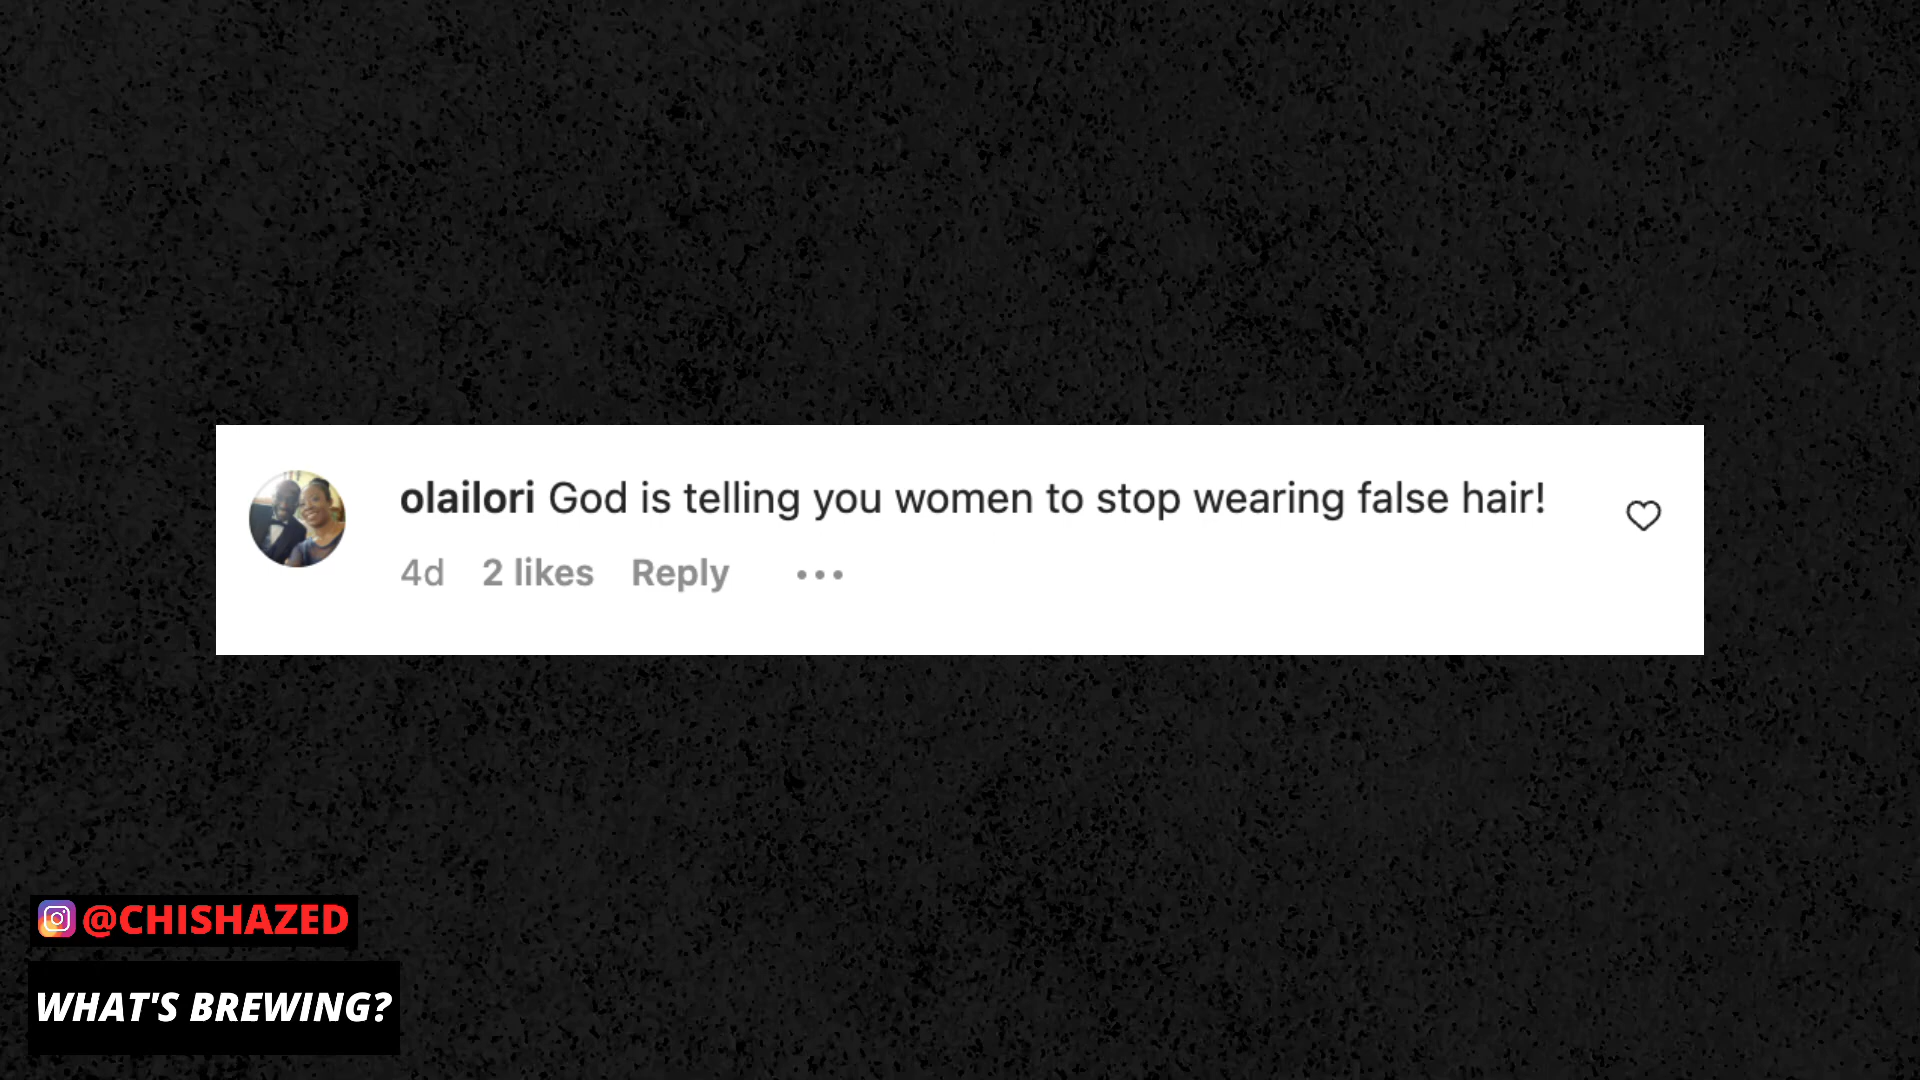 olailori God is telling you women to stop wearing false hair!
4d 2 likes Reply
@CHISHAZED
WHAT'S BREWING?